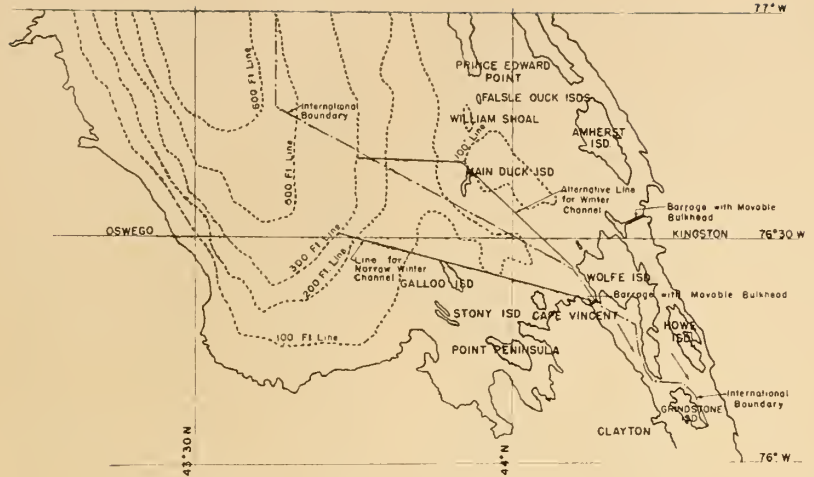 77° W
PRINCE EDWARD
POINT
FALSLE DUCK ISDS
WILLIAM SHOAL
AMHERST
ISD
100' Line
MAIN DUCK ISD
International
Boundary
600 Ft Line
500 Ft Line
Alternative Line
for Winter
Channel
Barrage with Movable
Bulkhead
OSWEGO
KINGSTON
76° 30 W
300 Ft Line
200 Ft Line
100 Ft Line
Line for
Narrow Winter
Channel
GALLOO ISD
WOLFE ISD
Barrage with Movable Bulkhead
STONY ISD
CAPE VINCENT
HOWE
ISD
POINT PENINSULA
International
Boundary
GRINDSTONE
ISD
CLAYTON
43° 30 N
44° N
76° W